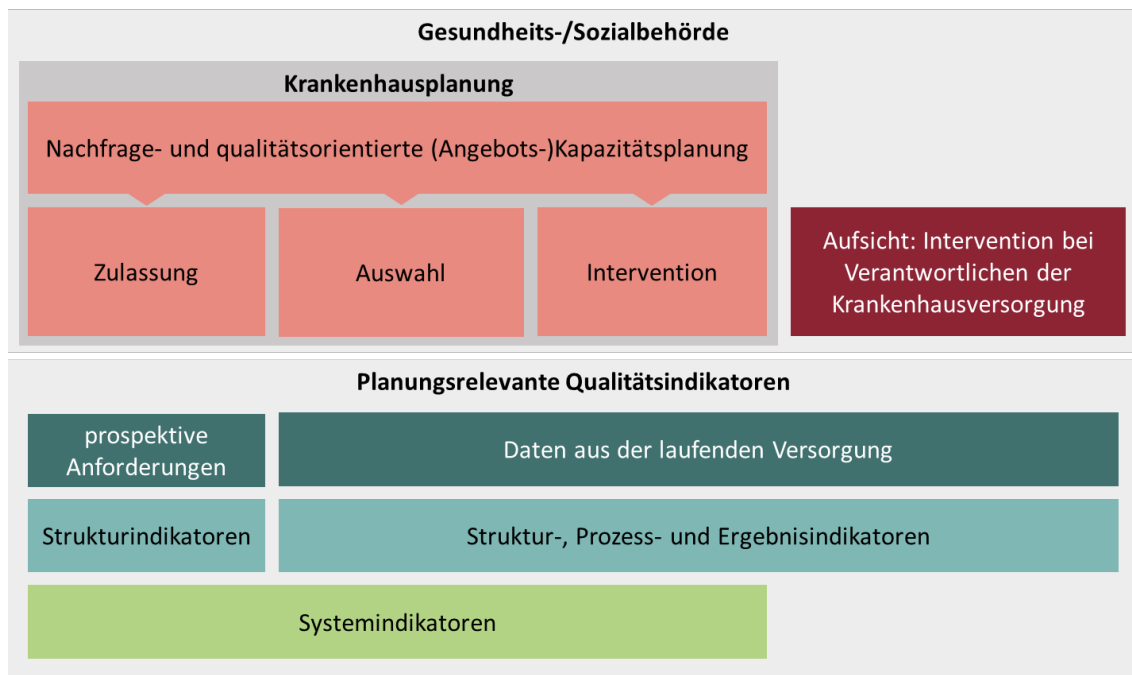 Gesundheits-/Sozialbehörde
Krankenhausplanung
Nachfrage- und qualitätsorientierte (Angebots-)Kapazitätsplanung
Zulassung
Auswahl
Intervention
Aufsicht: Intervention bei
Verantwortlichen der
Krankenhausversorgung
Planungsrelevante Qualitätsindikatoren
prospektive
Anforderungen
Daten aus der laufenden Versorgung
Strukturindikatoren
Struktur-, Prozess- und Ergebnisindikatoren
Systemindikatoren